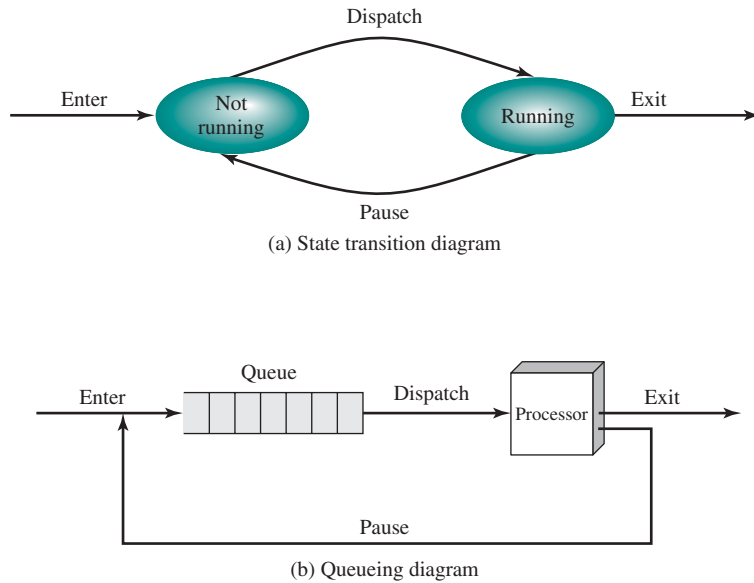 Dispatch
Enter
Not
running
Running
Exit
Pause
(a) State transition diagram
Queue
Enter
Dispatch
Processor
Exit
Pause
(b) Queueing diagram